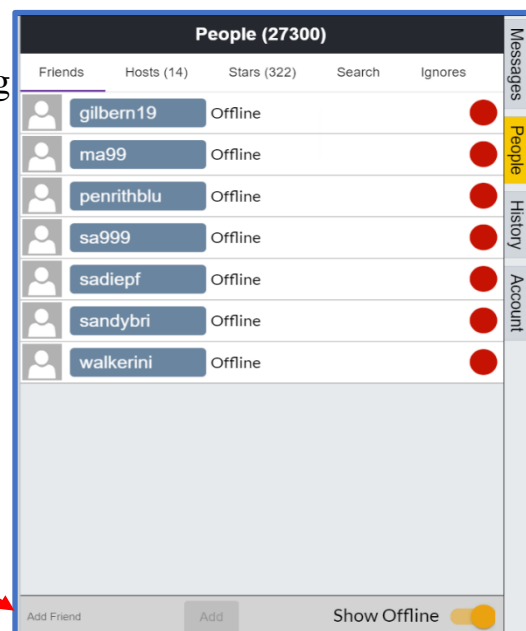 People (27300)
Friends Hosts (14) Stars (322) Search Ignores
g
gilbern19 Offline
ma99 Offline
penrithblu Offline
sa999 Offline
sadiepf Offline
sandybri Offline
walkerini Offline
Add Friend Add Show Offline
Messages
People
History
Account